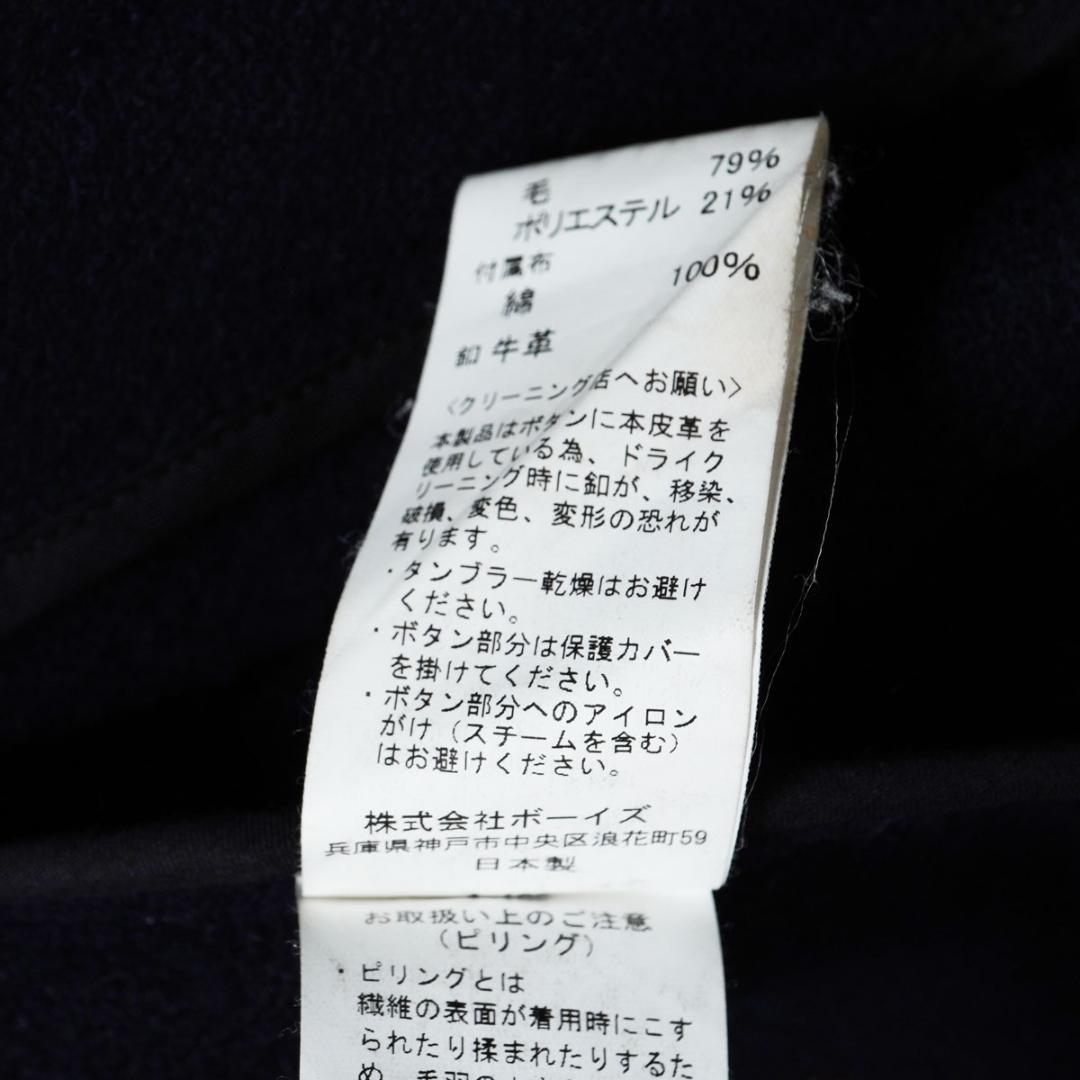 毛 79%
ポリエステル 21%
付属布
綿 100%
釦 牛革
〈クリーニング店へお願い〉
本製品はボタンに本皮革を
使用している為、ドライク
リーニング時に釦が、移染、
破損、変色、変形の恐れが
有ります。
・タンブラー乾燥はお避け
ください。
・ボタン部分は保護カバー
を掛けてください。
・ボタン部分へのアイロン
がけ（スチームを含む）
はお避けください。
株式会社ボーイズ
兵庫県神戸市中央区浪花町59
日本製
お取扱い上のご注意
（ピリング）
・ピリングとは
繊維の表面が着用時にこす
られたり揉まれたりするた